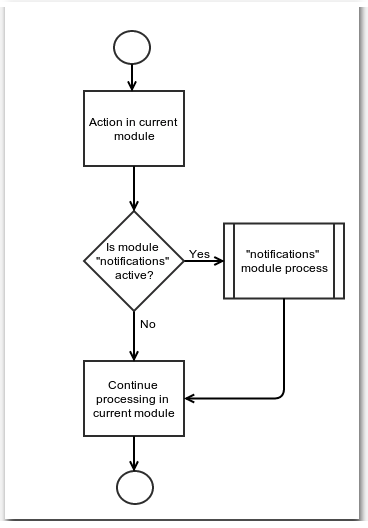 Action in current
module
Is module
"notifications"
active?
Yes
"notifications"
module process
No
Continue
processing in
current module